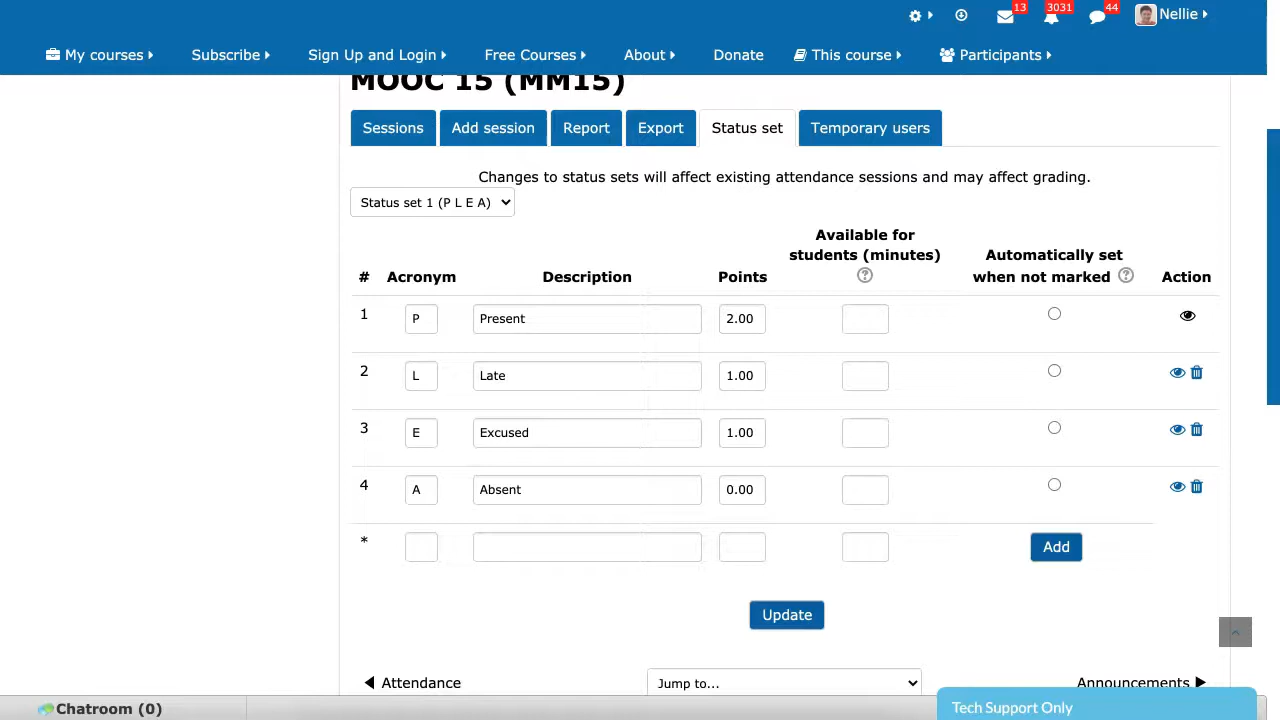 13 3031 44 Nellie
My courses Subscribe Sign Up and Login Free Courses About Donate This course Participants
MOOC 15 (MM15)
Sessions Add session Report Export Status set Temporary users
Changes to status sets will affect existing attendance sessions and may affect grading.
Status set 1 (P L E A)
# Acronym Description Points Available for students (minutes) Automatically set when not marked Action
1 P Present 2.00
2 L Late 1.00
3 E Excused 1.00
4 A Absent 0.00
* Add
Update
Attendance Jump to... Announcements
Chatroom (0) Tech Support Only